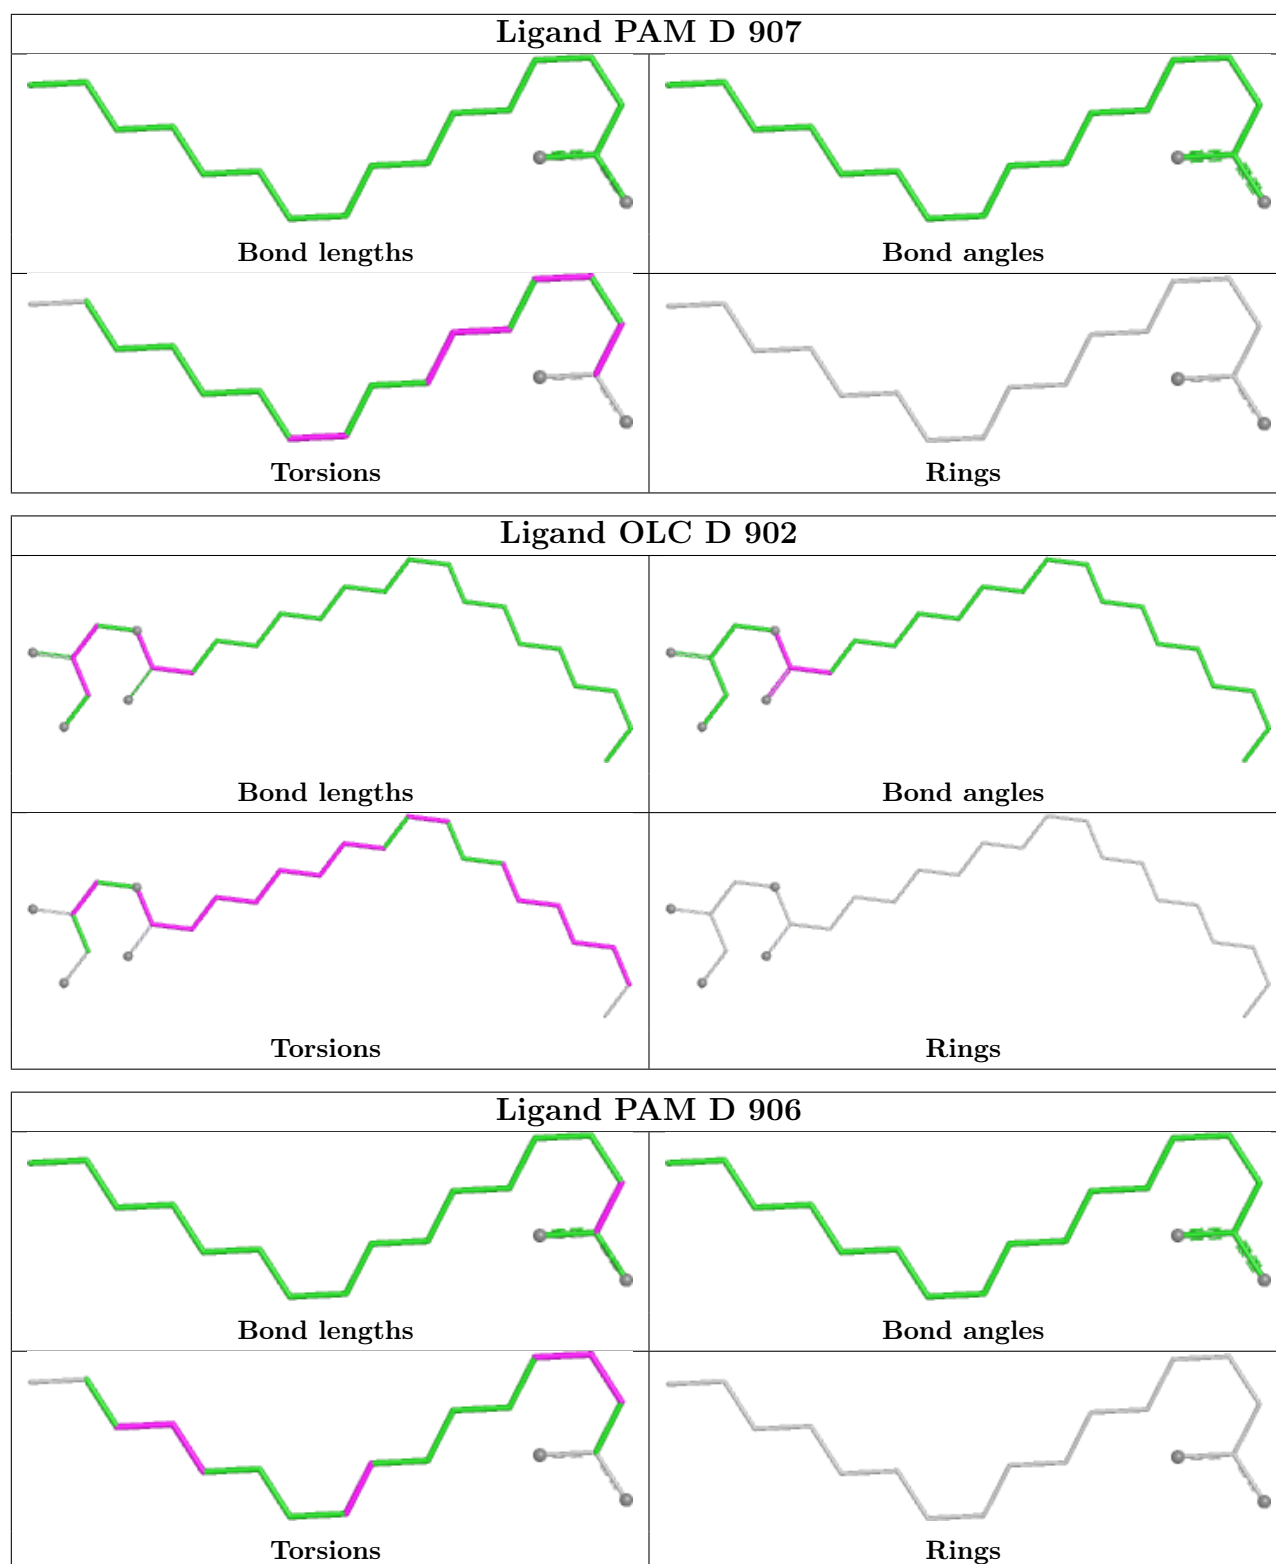 Ligand PAM D 907
Bond lengths
Bond angles
Torsions
Rings
Ligand OLC D 902
Bond lengths
Bond angles
Torsions
Rings
Ligand PAM D 906
Bond lengths
Bond angles
Torsions
Rings